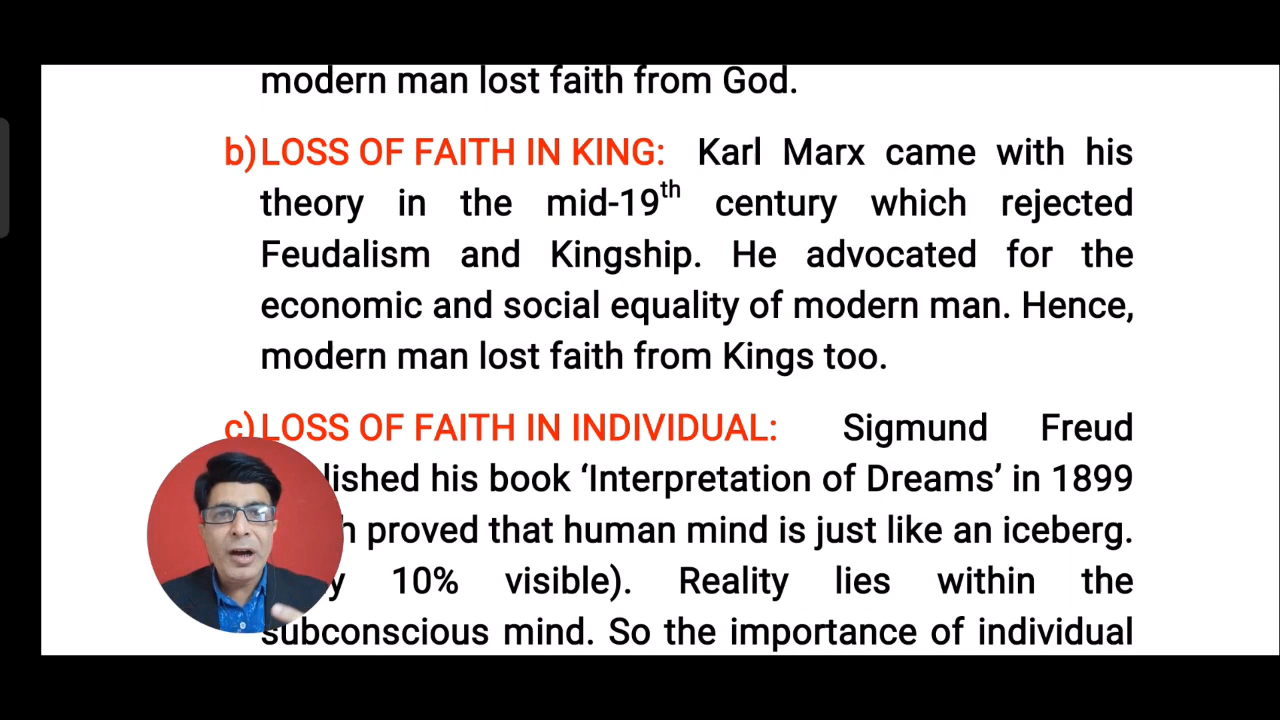 modern man lost faith from God.
b) LOSS OF FAITH IN KING: Karl Marx came with his
theory in the mid-19th century which rejected
Feudalism and Kingship. He advocated for the
economic and social equality of modern man. Hence,
modern man lost faith from Kings too.
c) LOSS OF FAITH IN INDIVIDUAL: Sigmund Freud
lished his book ‘Interpretation of Dreams’ in 1899
proved that human mind is just like an iceberg.
10% visible). Reality lies within the
subconscious mind. So the importance of individual